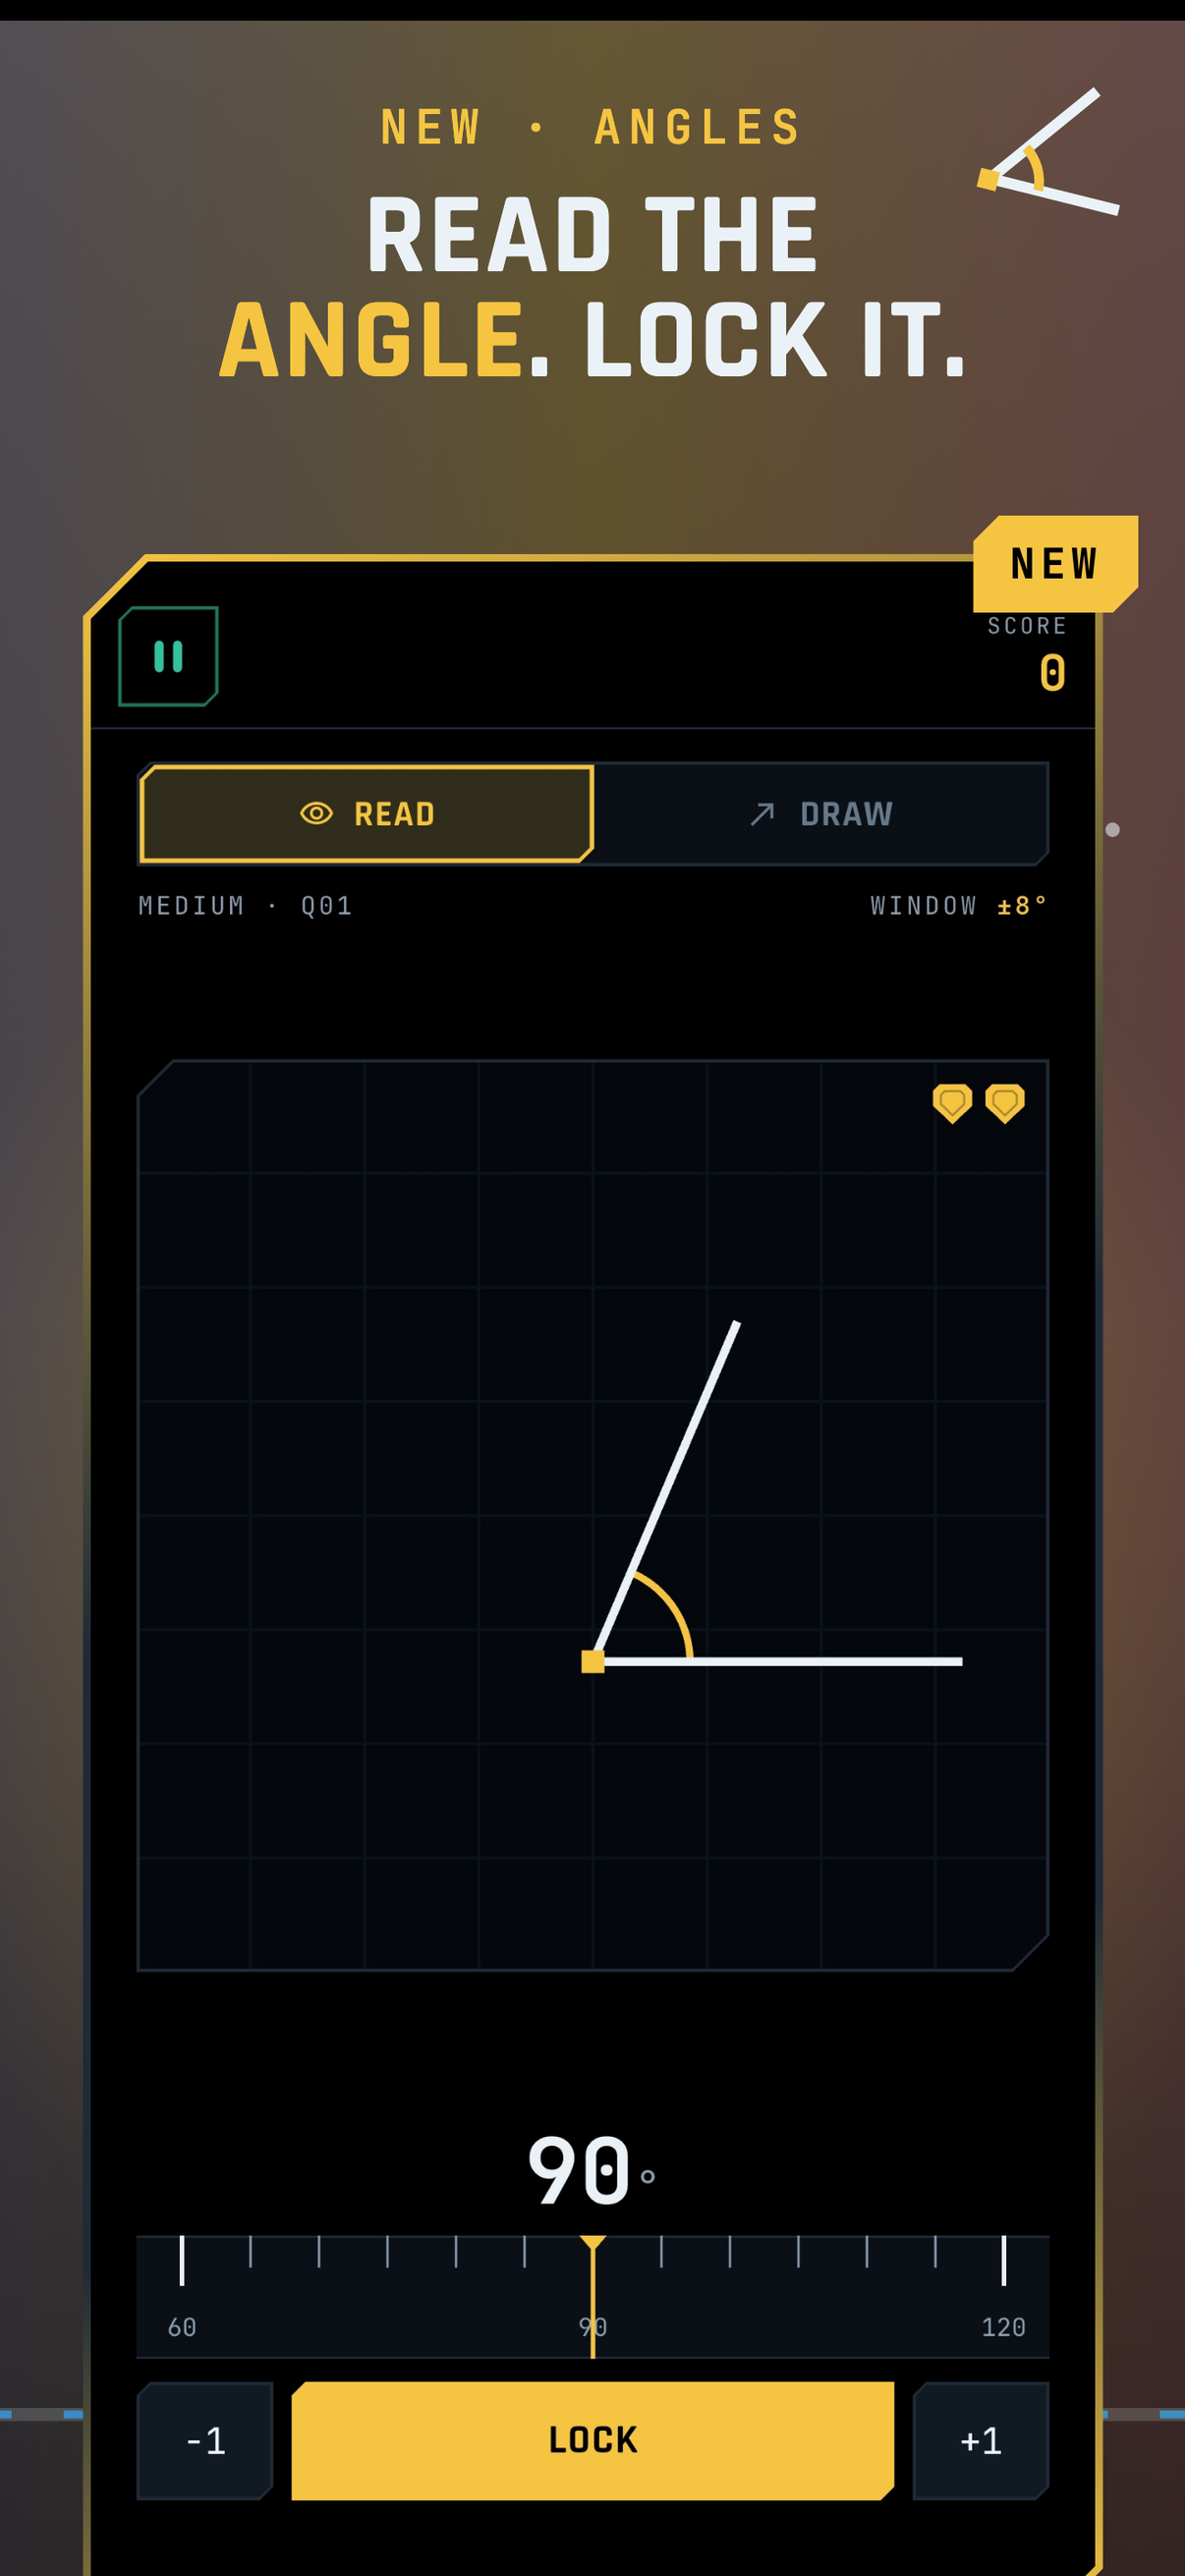 NEW · ANGLES
READ THE
ANGLE. LOCK IT.
NEW
SCORE
0
READ
DRAW
MEDIUM · Q01
WINDOW ±8°
90°
60
90
120
-1
LOCK
+1